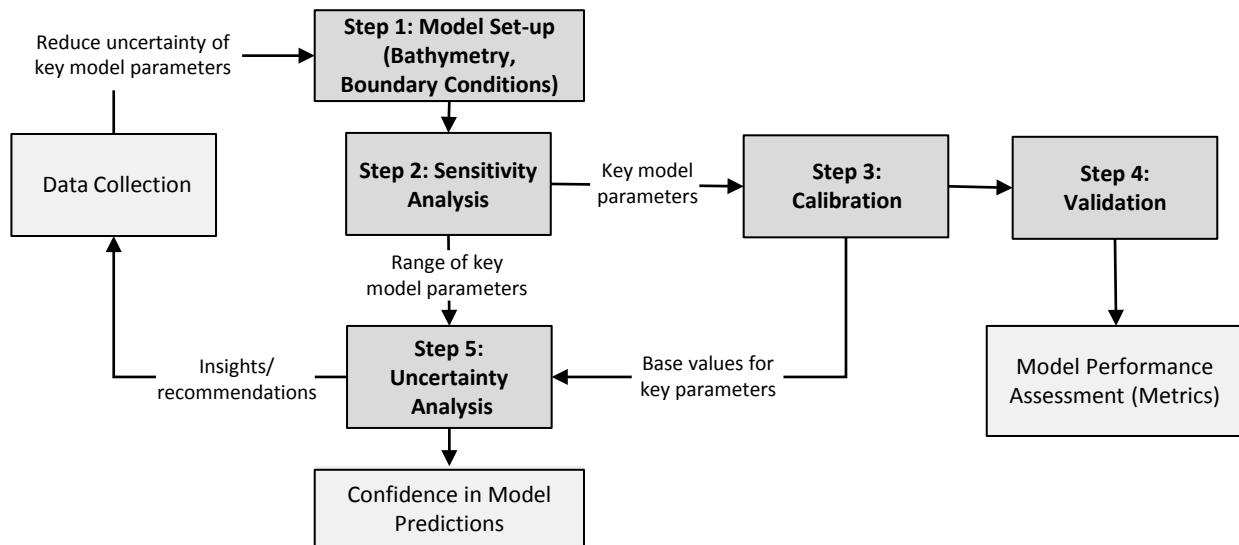 Reduce uncertainty of
key model parameters
Step 1: Model Set-up
(Bathymetry,
Boundary Conditions)
Data Collection
Step 2: Sensitivity
Analysis
Key model
parameters
Step 3:
Calibration
Step 4:
Validation
Range of key
model parameters
Insights/
recommendations
Step 5:
Uncertainty
Analysis
Base values for
key parameters
Model Performance
Assessment (Metrics)
Confidence in Model
Predictions